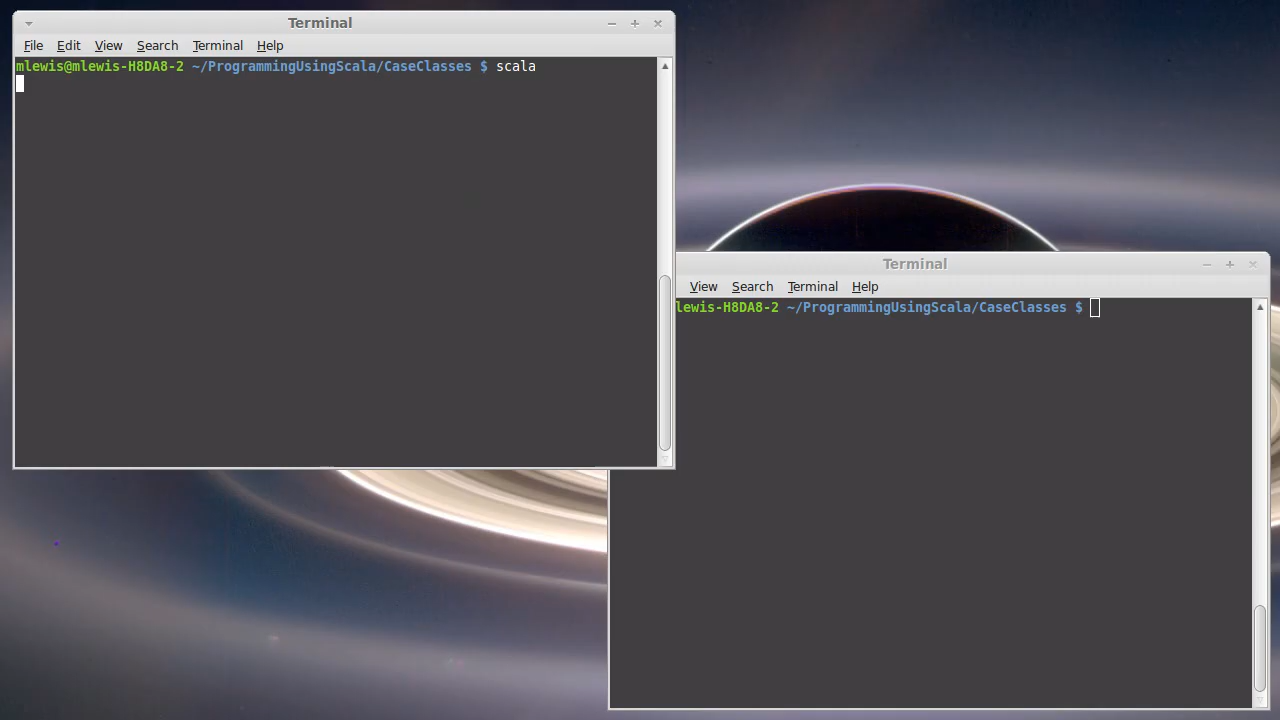 Terminal
File Edit View Search Terminal Help
mlewis@mlewis-H8DA8-2 ~/ProgrammingUsingScala/CaseClasses $ scala
Terminal
View Search Terminal Help
lewis-H8DA8-2 ~/ProgrammingUsingScala/CaseClasses $